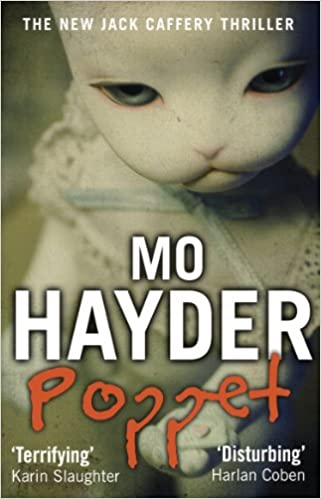 THE NEW JACK CAFFERY THRILLER
MO
HAYDER
Poppet
'Terrifying'
Karin Slaughter
'Disturbing'
Harlan Coben